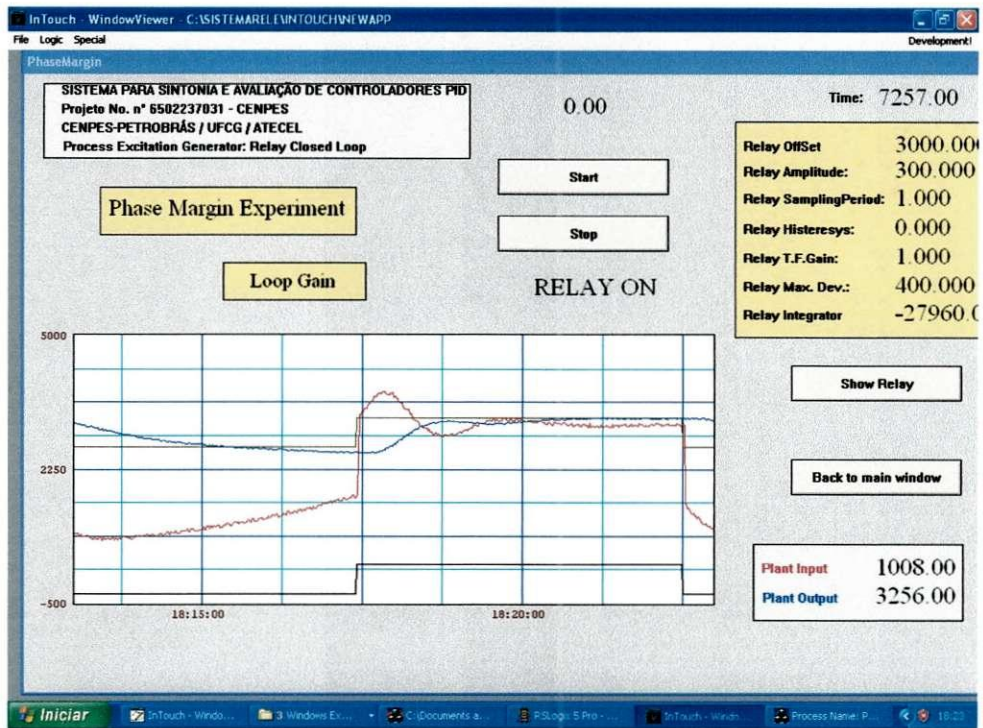 InTouch - WindowViewer - C:\SISTEMARELE\INTOUCH\NEWAPP
File Logic Special
Development!
PhaseMargin
SISTEMA PARA SINTONIA E AVALIAÇÃO DE CONTROLADORES PID
Projeto No. nº 6502237031 - CENPES
CENPES-PETROBRÁS / UFCG / ATECEL
Process Excitation Generator: Relay Closed Loop
0.00
Time: 7257.00
Start
Stop
RELAY ON
Phase Margin Experiment
Loop Gain
Relay OffSet 3000.00
Relay Amplitude: 300.000
Relay SamplingPeriod: 1.000
Relay Histeresys: 0.000
Relay T.F.Gain: 1.000
Relay Max. Dev.: 400.000
Relay Integrator -27960.0
Show Relay
Back to main window
5000
2250
-500
18:15:00
18:20:00
Plant Input 1008.00
Plant Output 3256.00
Iniciar
InTouch - Windo...
3 Windows Ex...
C:\Documents a...
RSLogix 5 Pro - ...
InTouch - Windo...
Process Name: P...
18:23